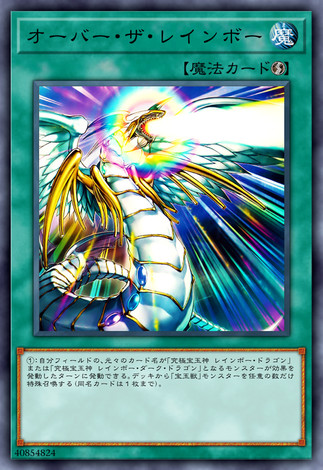 オーバー・ザ・レインボー
魔
【魔法カード】
①：自分フィールドの、元々のカード名が「究極宝玉神 レインボー・ドラゴン」
または「究極宝玉神 レインボー・ダーク・ドラゴン」となるモンスターが効果を
発動したターンに発動できる。デッキから「宝玉獣」モンスターを任意の数だけ
特殊召喚する（同名カードは１枚まで）。
40854824